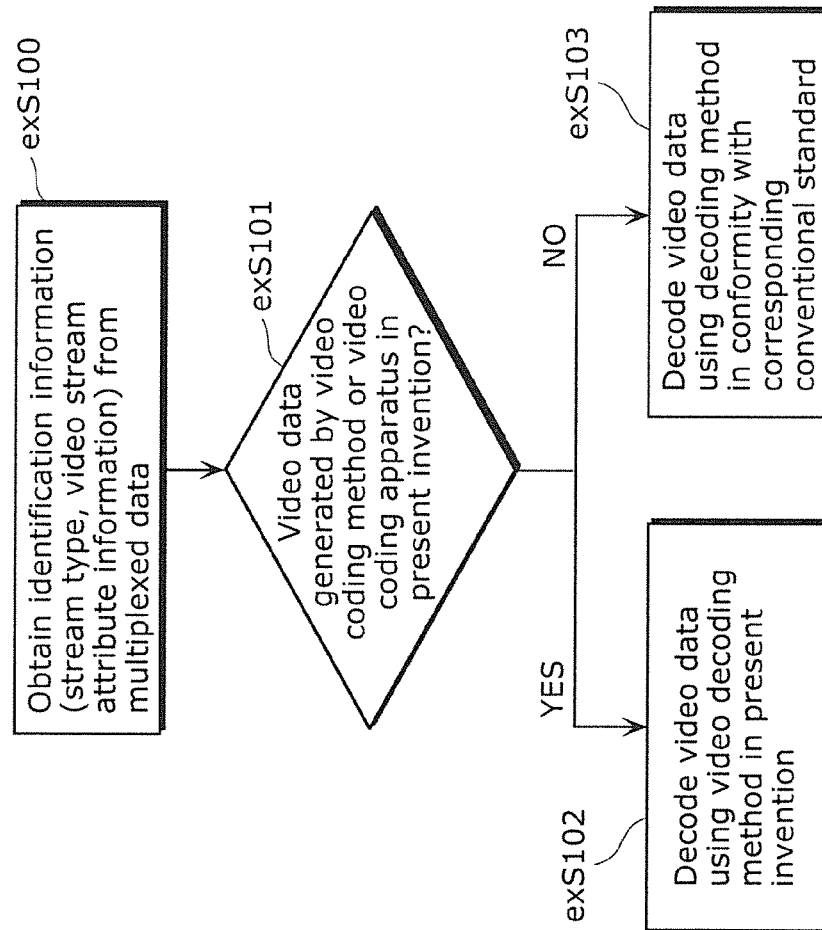 exS100
Obtain identification information
(stream type, video stream
attribute information) from
multiplexed data
exS101
Video data
generated by video
coding method or video
coding apparatus in
present invention?
YES
NO
exS102
Decode video data
using video decoding
method in present
invention
exS103
Decode video data
using decoding method
in conformity with
corresponding
conventional standard